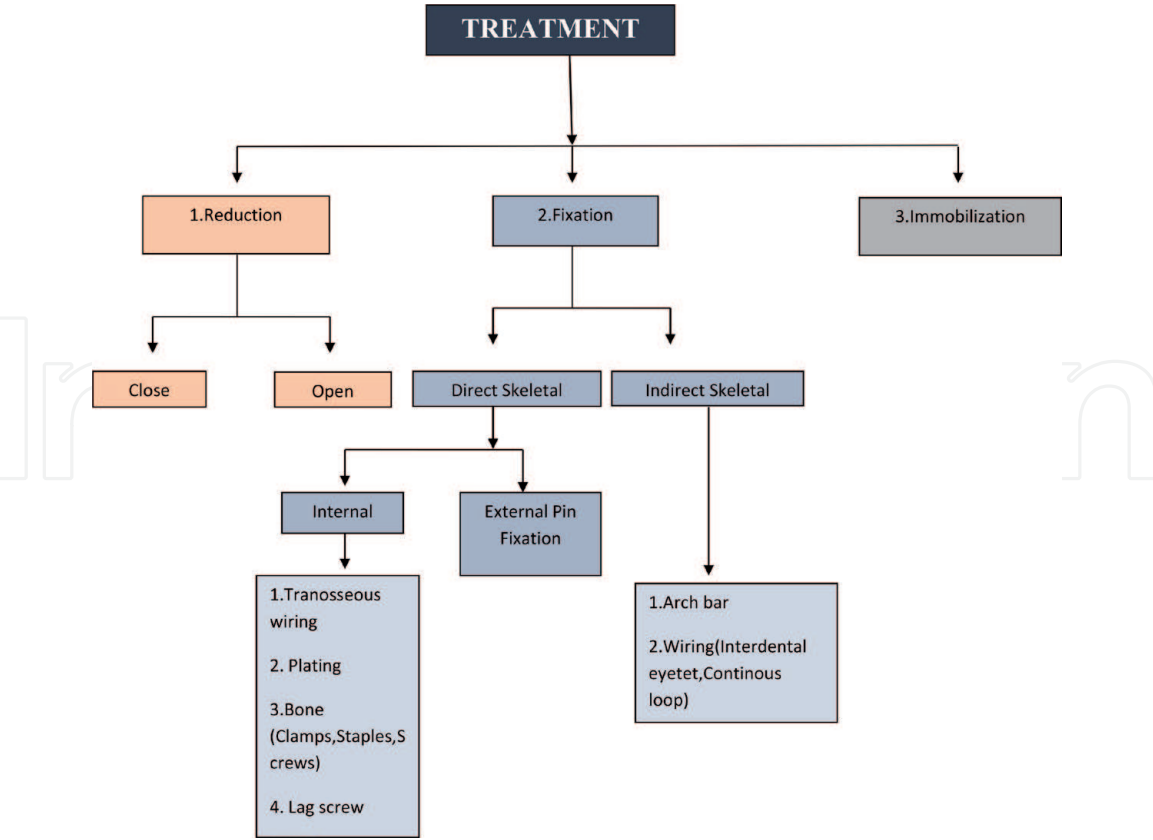 TREATMENT
1.Reduction
2.Fixation
3.Immobilization
Close
Open
Direct Skeletal
Indirect Skeletal
Internal
External Pin
Fixation
1.Tranosseous
wiring
2. Plating
3.Bone
(Clamps,Staples,S
crews)
4. Lag screw
1.Arch bar
2.Wiring(Interdental
eyetet,Continous
loop)